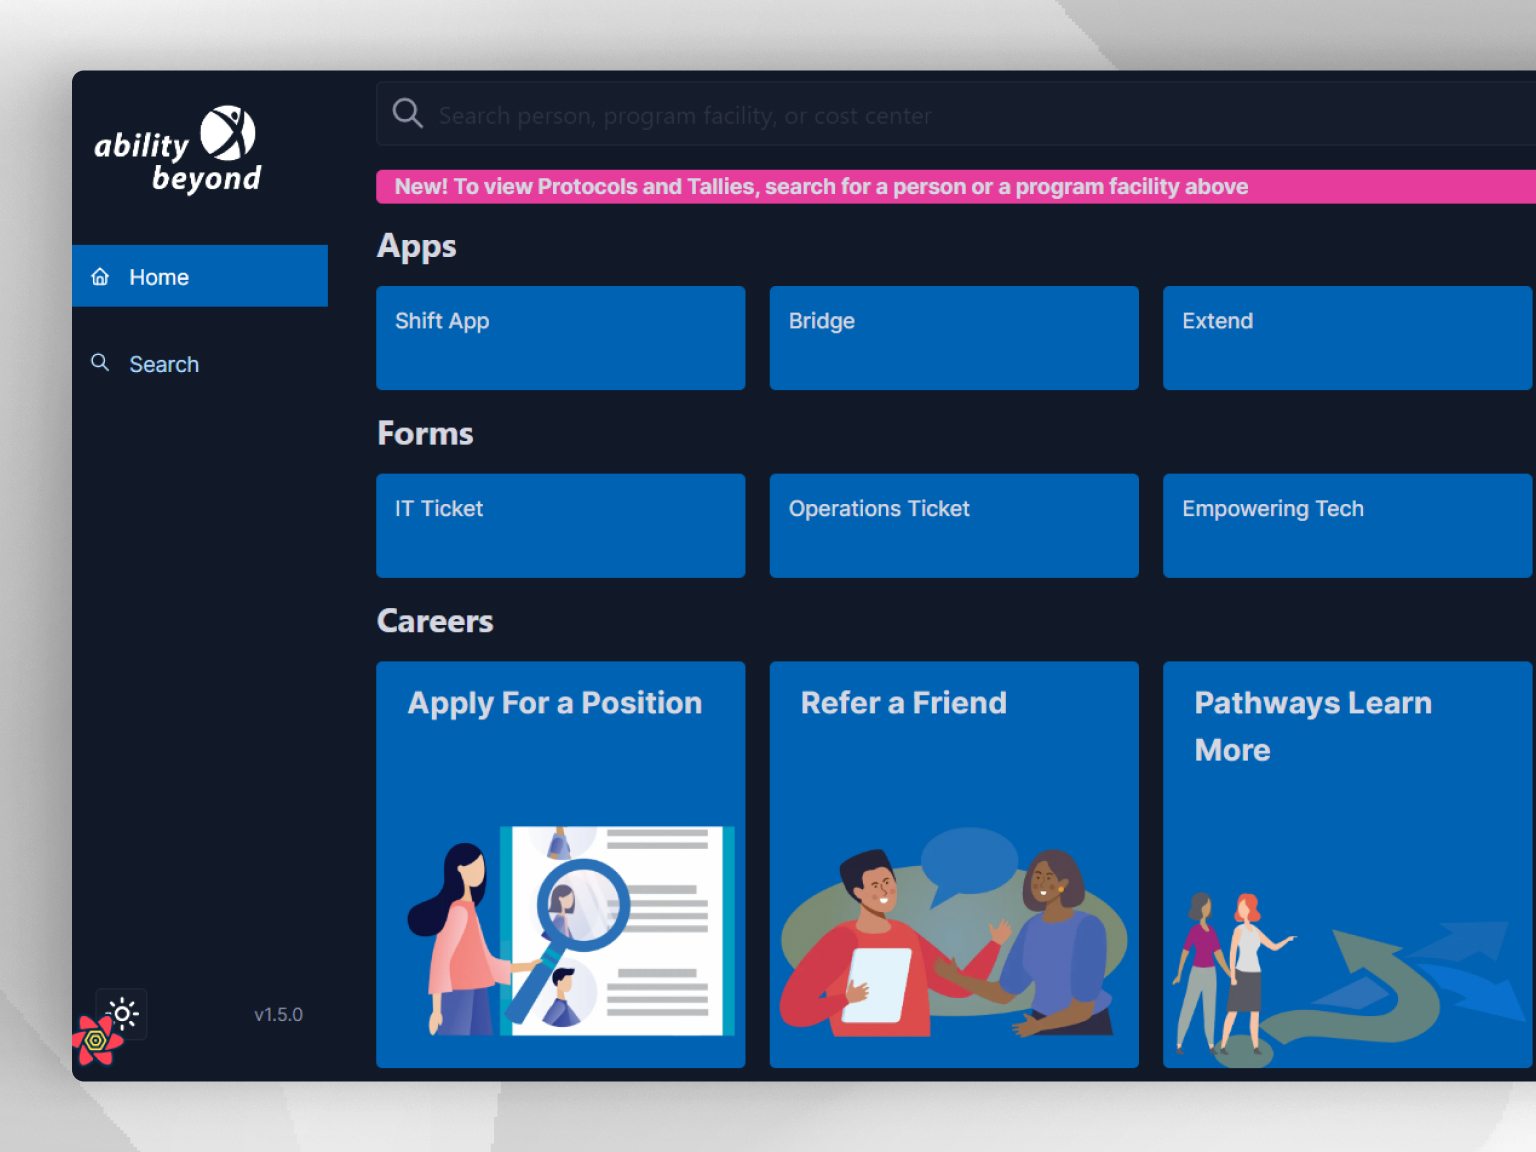 ability
beyond
Home
Search
v1.5.0
Search person, program facility, or cost center
New! To view Protocols and Tallies, search for a person or a program facility above
Apps
Shift App
Bridge
Extend
Forms
IT Ticket
Operations Ticket
Empowering Tech
Careers
Apply For a Position
Refer a Friend
Pathways Learn
More